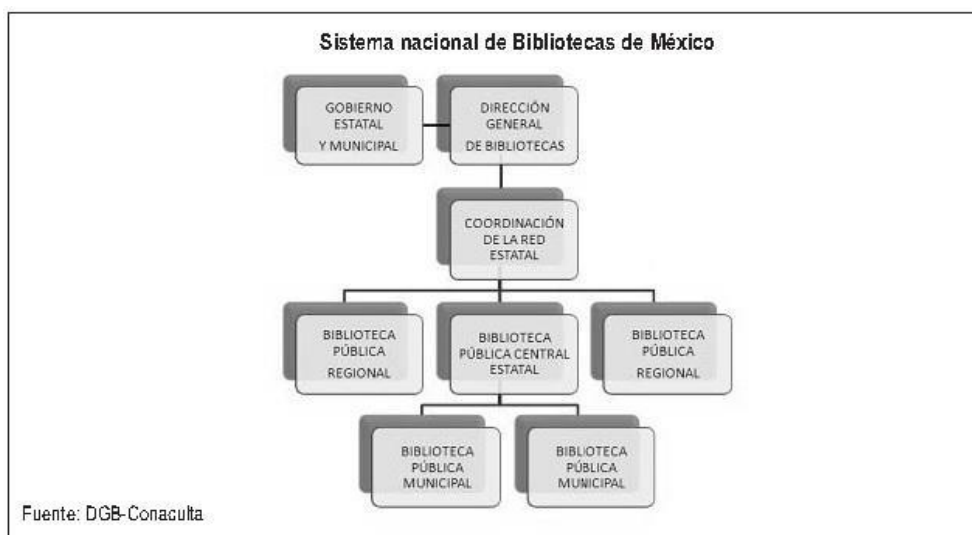 Sistema nacional de Bibliotecas de México
GOBIERNO
ESTATAL
Y MUNICIPAL
DIRECCIÓN
GENERAL
DE BIBLIOTECAS
COORDINACIÓN
DE LA RED
ESTATAL
BIBLIOTECA
PÚBLICA
REGIONAL
BIBLIOTECA
PÚBLICA CENTRAL
ESTATAL
BIBLIOTECA
PÚBLICA
REGIONAL
BIBLIOTECA
PÚBLICA
MUNICIPAL
BIBLIOTECA
PÚBLICA
MUNICIPAL
Fuente: DGB-Conaculta